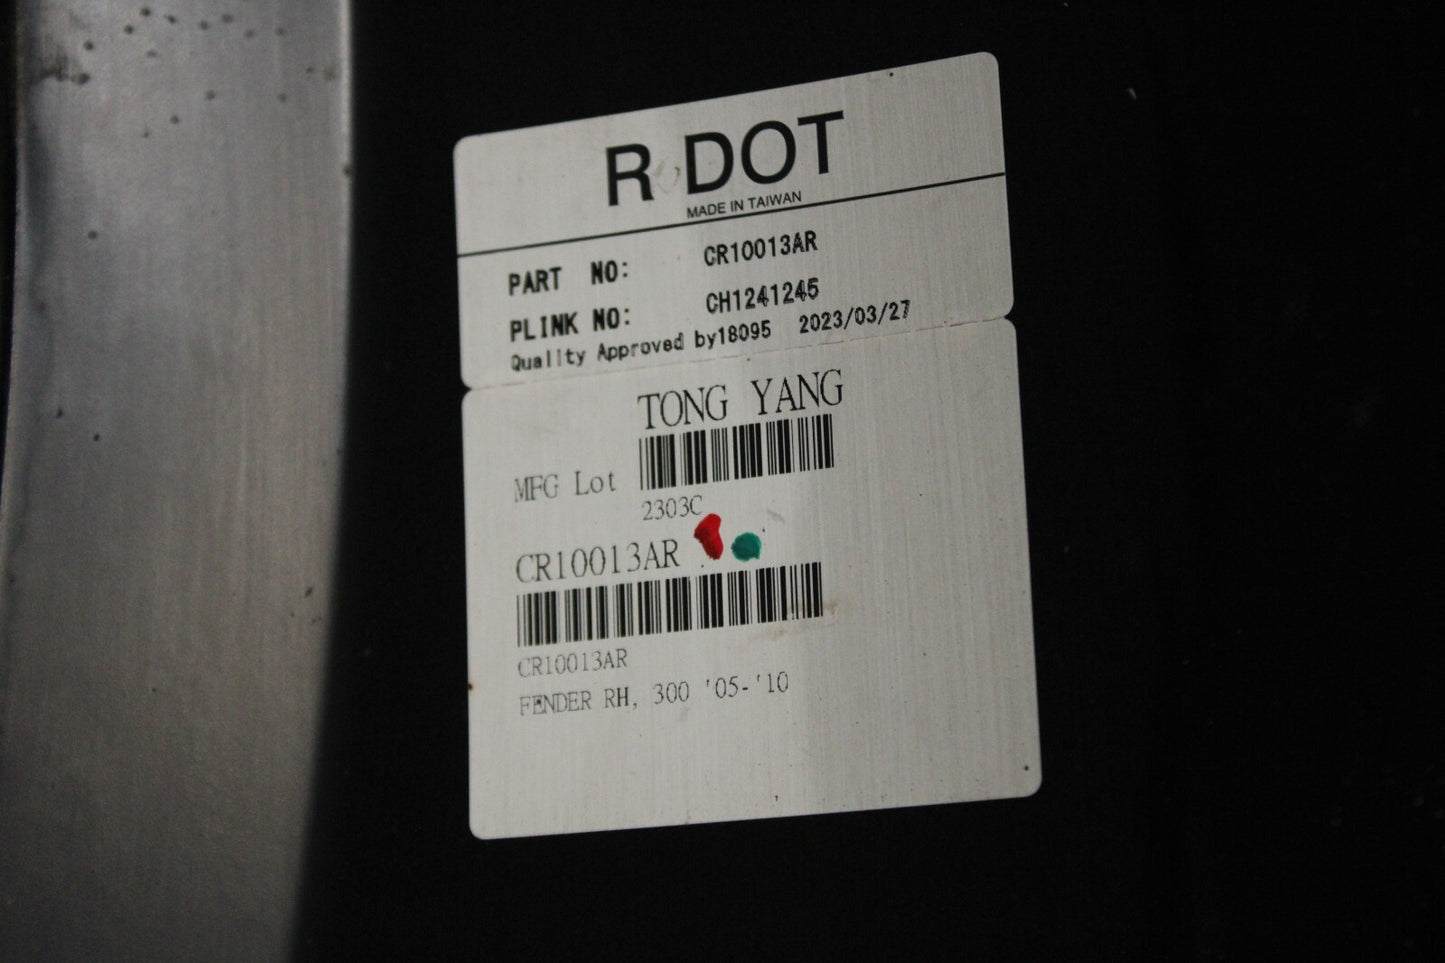 R DOT
MADE IN TAIWAN
PART NO: CR10013AR
PLINK NO: CH1241245
Quality Approved by18095 2023/03/27
TONG YANG
MFG Lot
2303C
CR10013AR
CR10013AR
FENDER RH, 300 '05-'10